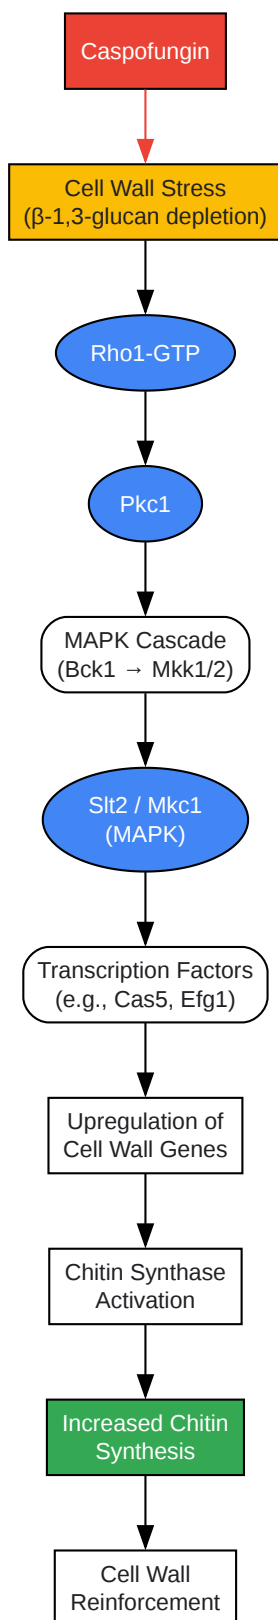 Caspofungin
Cell Wall Stress
(β-1,3-glucan depletion)
Rho1-GTP
Pkc1
MAPK Cascade
(Bck1 → Mkk1/2)
Slt2 / Mkc1
(MAPK)
Transcription Factors
(e.g., Cas5, Efg1)
Upregulation of
Cell Wall Genes
Chitin Synthase
Activation
Increased Chitin
Synthesis
Cell Wall
Reinforcement